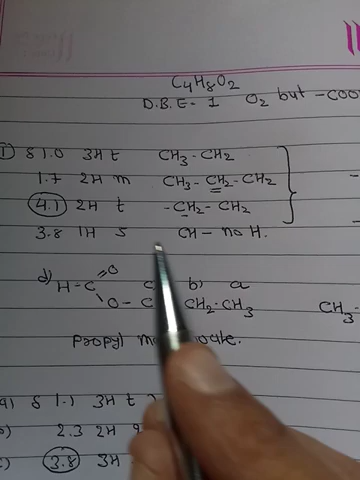 C4H8O2
D.B.E- 1 O2 but -COO
1) δ 1.0 3H t CH3-CH2
1.7 2H m CH3-CH2-CH2
4.1 2H t -CH2-CH2
3.8 1H s CH- no H.
d) H-C O c b) a
O-C CH2-CH3 CH3-
Propyl
a) δ 1.1 3H t
2.3 2H q
c) 3.8 3H